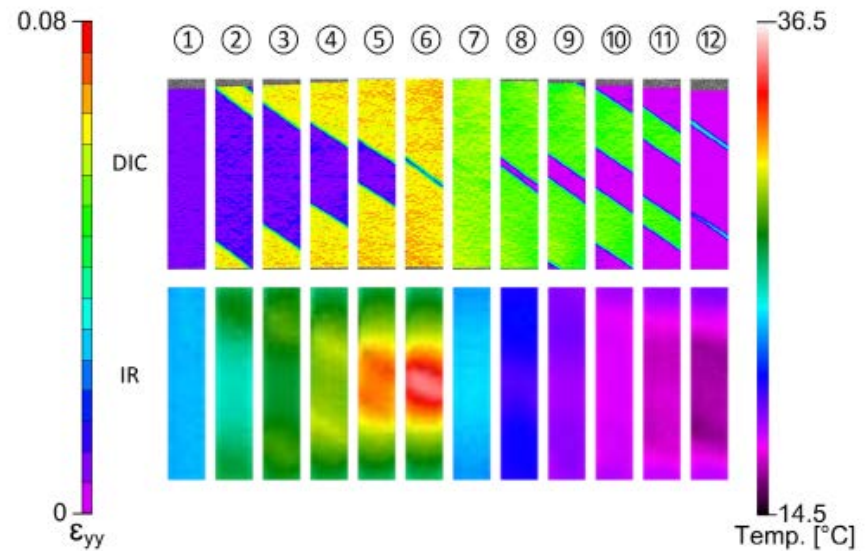 0.08
① ② ③ ④ ⑤ ⑥ ⑦ ⑧ ⑨ ⑩ ⑪ ⑫
36.5
DIC
IR
0
εyy
14.5
Temp. [°C]